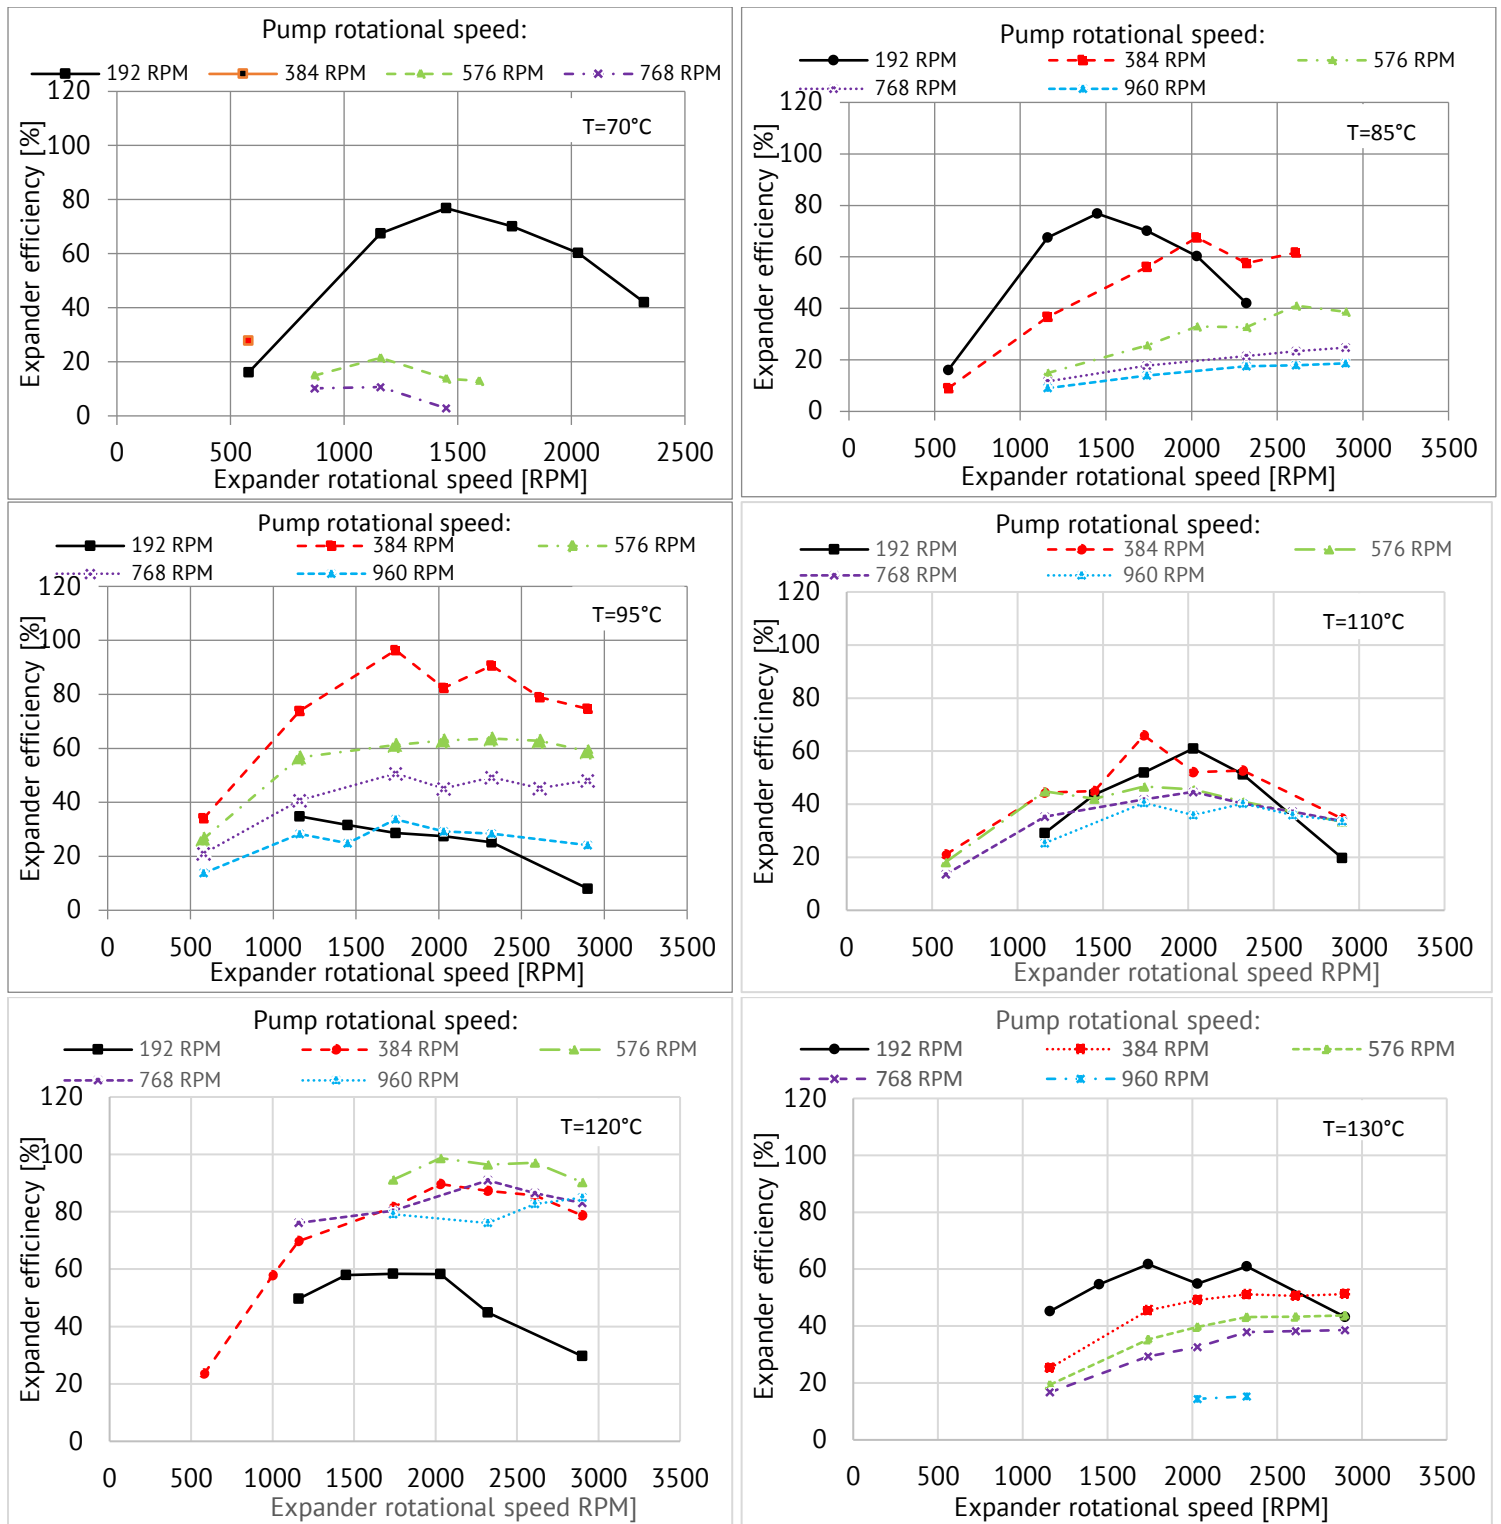 Pump rotational speed:
192 RPM 384 RPM 576 RPM 768 RPM
T=70°C
Expander efficiency [%]
120
100
80
60
40
20
0
0 500 1000 1500 2000 2500
Expander rotational speed [RPM]
Pump rotational speed:
192 RPM 384 RPM 576 RPM
768 RPM 960 RPM
T=85°C
Expander efficiency [%]
120
100
80
60
40
20
0
0 500 1000 1500 2000 2500 3000 3500
Expander rotational speed [RPM]
Pump rotational speed:
192 RPM 384 RPM 576 RPM
768 RPM 960 RPM
T=95°C
Expander efficiency [%]
120
100
80
60
40
20
0
0 500 1000 1500 2000 2500 3000 3500
Expander rotational speed [RPM]
Pump rotational speed:
192 RPM 384 RPM 576 RPM
768 RPM 960 RPM
T=110°C
Expander efficinecy [%]
120
100
80
60
40
20
0
0 500 1000 1500 2000 2500 3000 3500
Expander rotational speed RPM]
Pump rotational speed:
192 RPM 384 RPM 576 RPM
768 RPM 960 RPM
T=120°C
Expander efficinecy [%]
120
100
80
60
40
20
0
0 500 1000 1500 2000 2500 3000 3500
Expander rotational speed RPM]
Pump rotational speed:
192 RPM 384 RPM 576 RPM
768 RPM 960 RPM
T=130°C
Expander efficiency [%]
120
100
80
60
40
20
0
0 500 1000 1500 2000 2500 3000 3500
Expander rotational speed [RPM]